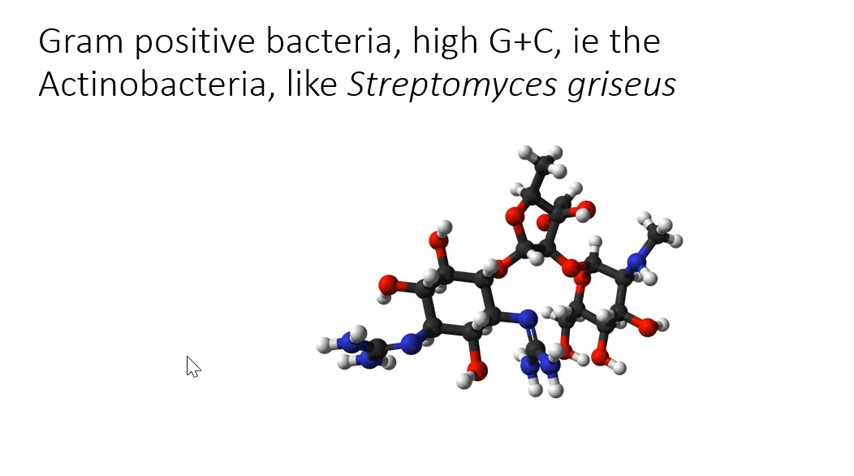 Gram positive bacteria, high G+C, ie the
Actinobacteria, like Streptomyces griseus